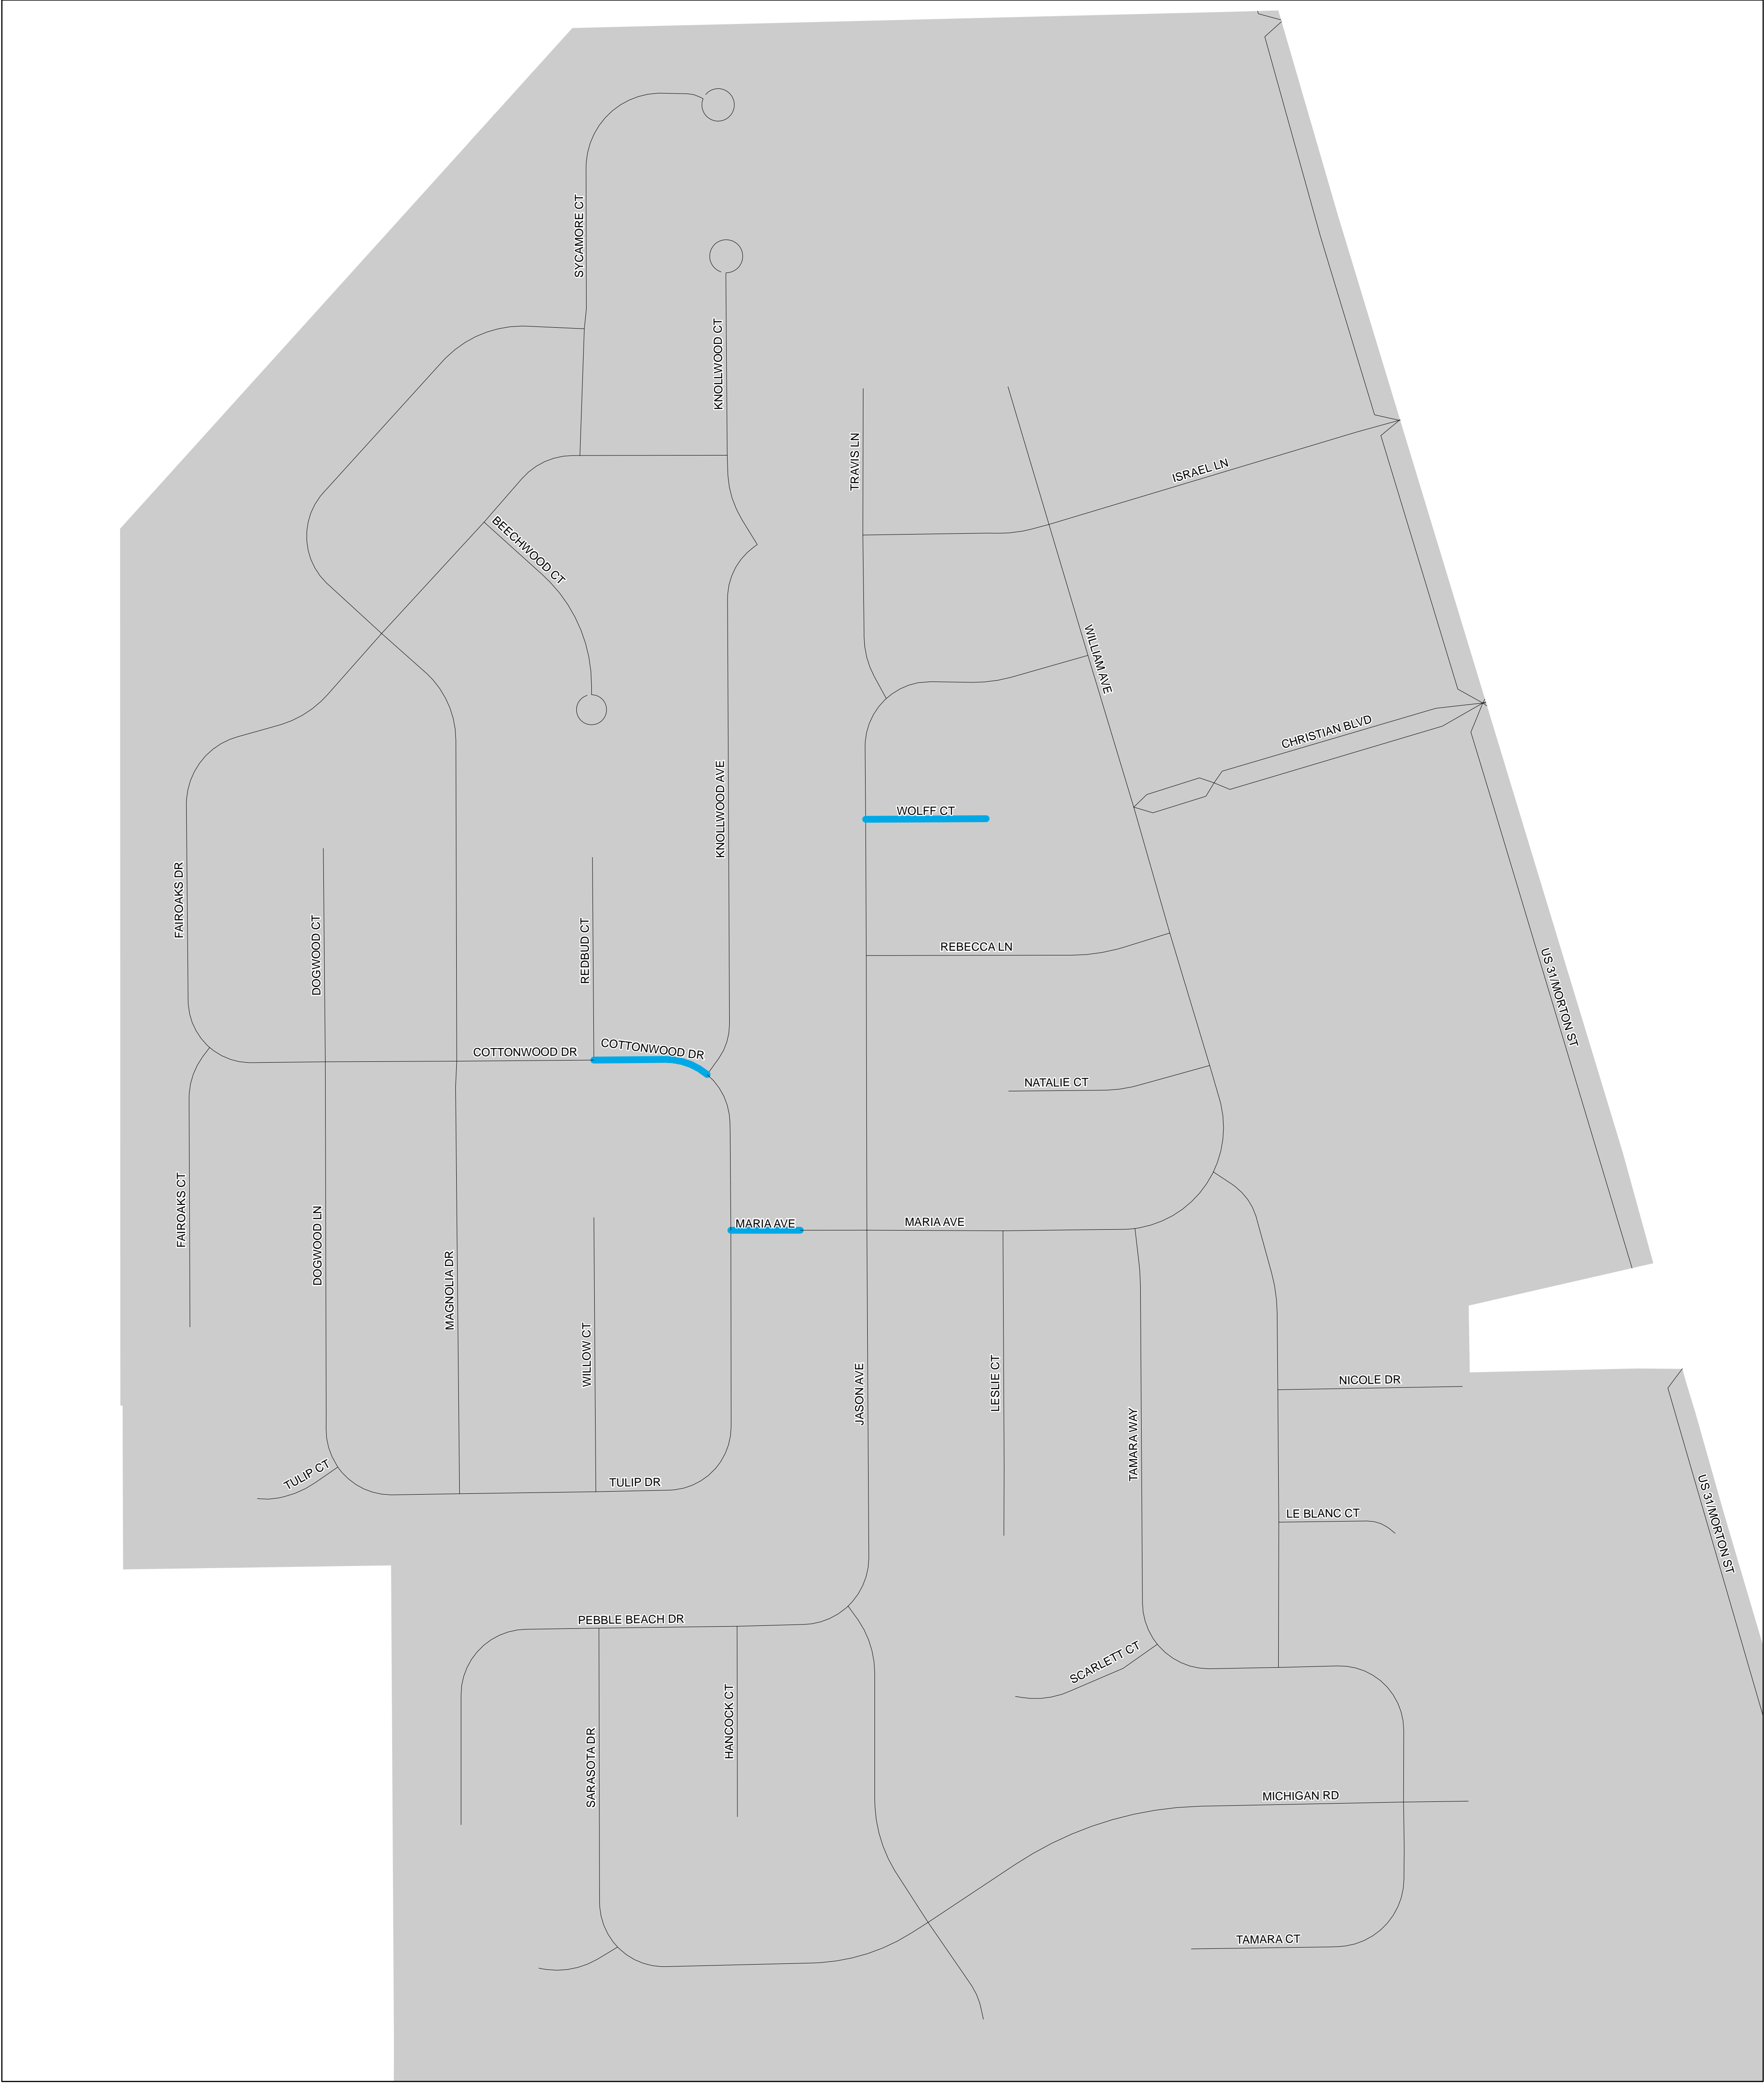 SYCAMORE CT
KNOLLWOOD CT
TRAVIS LN
ISRAEL LN
BEECHWOOD CT
WILLIAM AVE
CHRISTIAN BLVD
KNOLLWOOD AVE
WOLFF CT
FAIROAKS DR
DOGWOOD CT
REDBUD CT
REBECCA LN
US 31/MORTON ST
COTTONWOOD DR
COTTONWOOD DR
NATALIE CT
FAIROAKS CT
DOGWOOD LN
MAGNOLIA DR
MARIA AVE
MARIA AVE
WILLOW CT
JASON AVE
LESLIE CT
TAMARA WAY
NICOLE DR
TULIP CT
TULIP DR
LE BLANC CT
US 31/MORTON ST
PEBBLE BEACH DR
SCARLETT CT
SARASOTA DR
HANCOCK CT
MICHIGAN RD
TAMARA CT